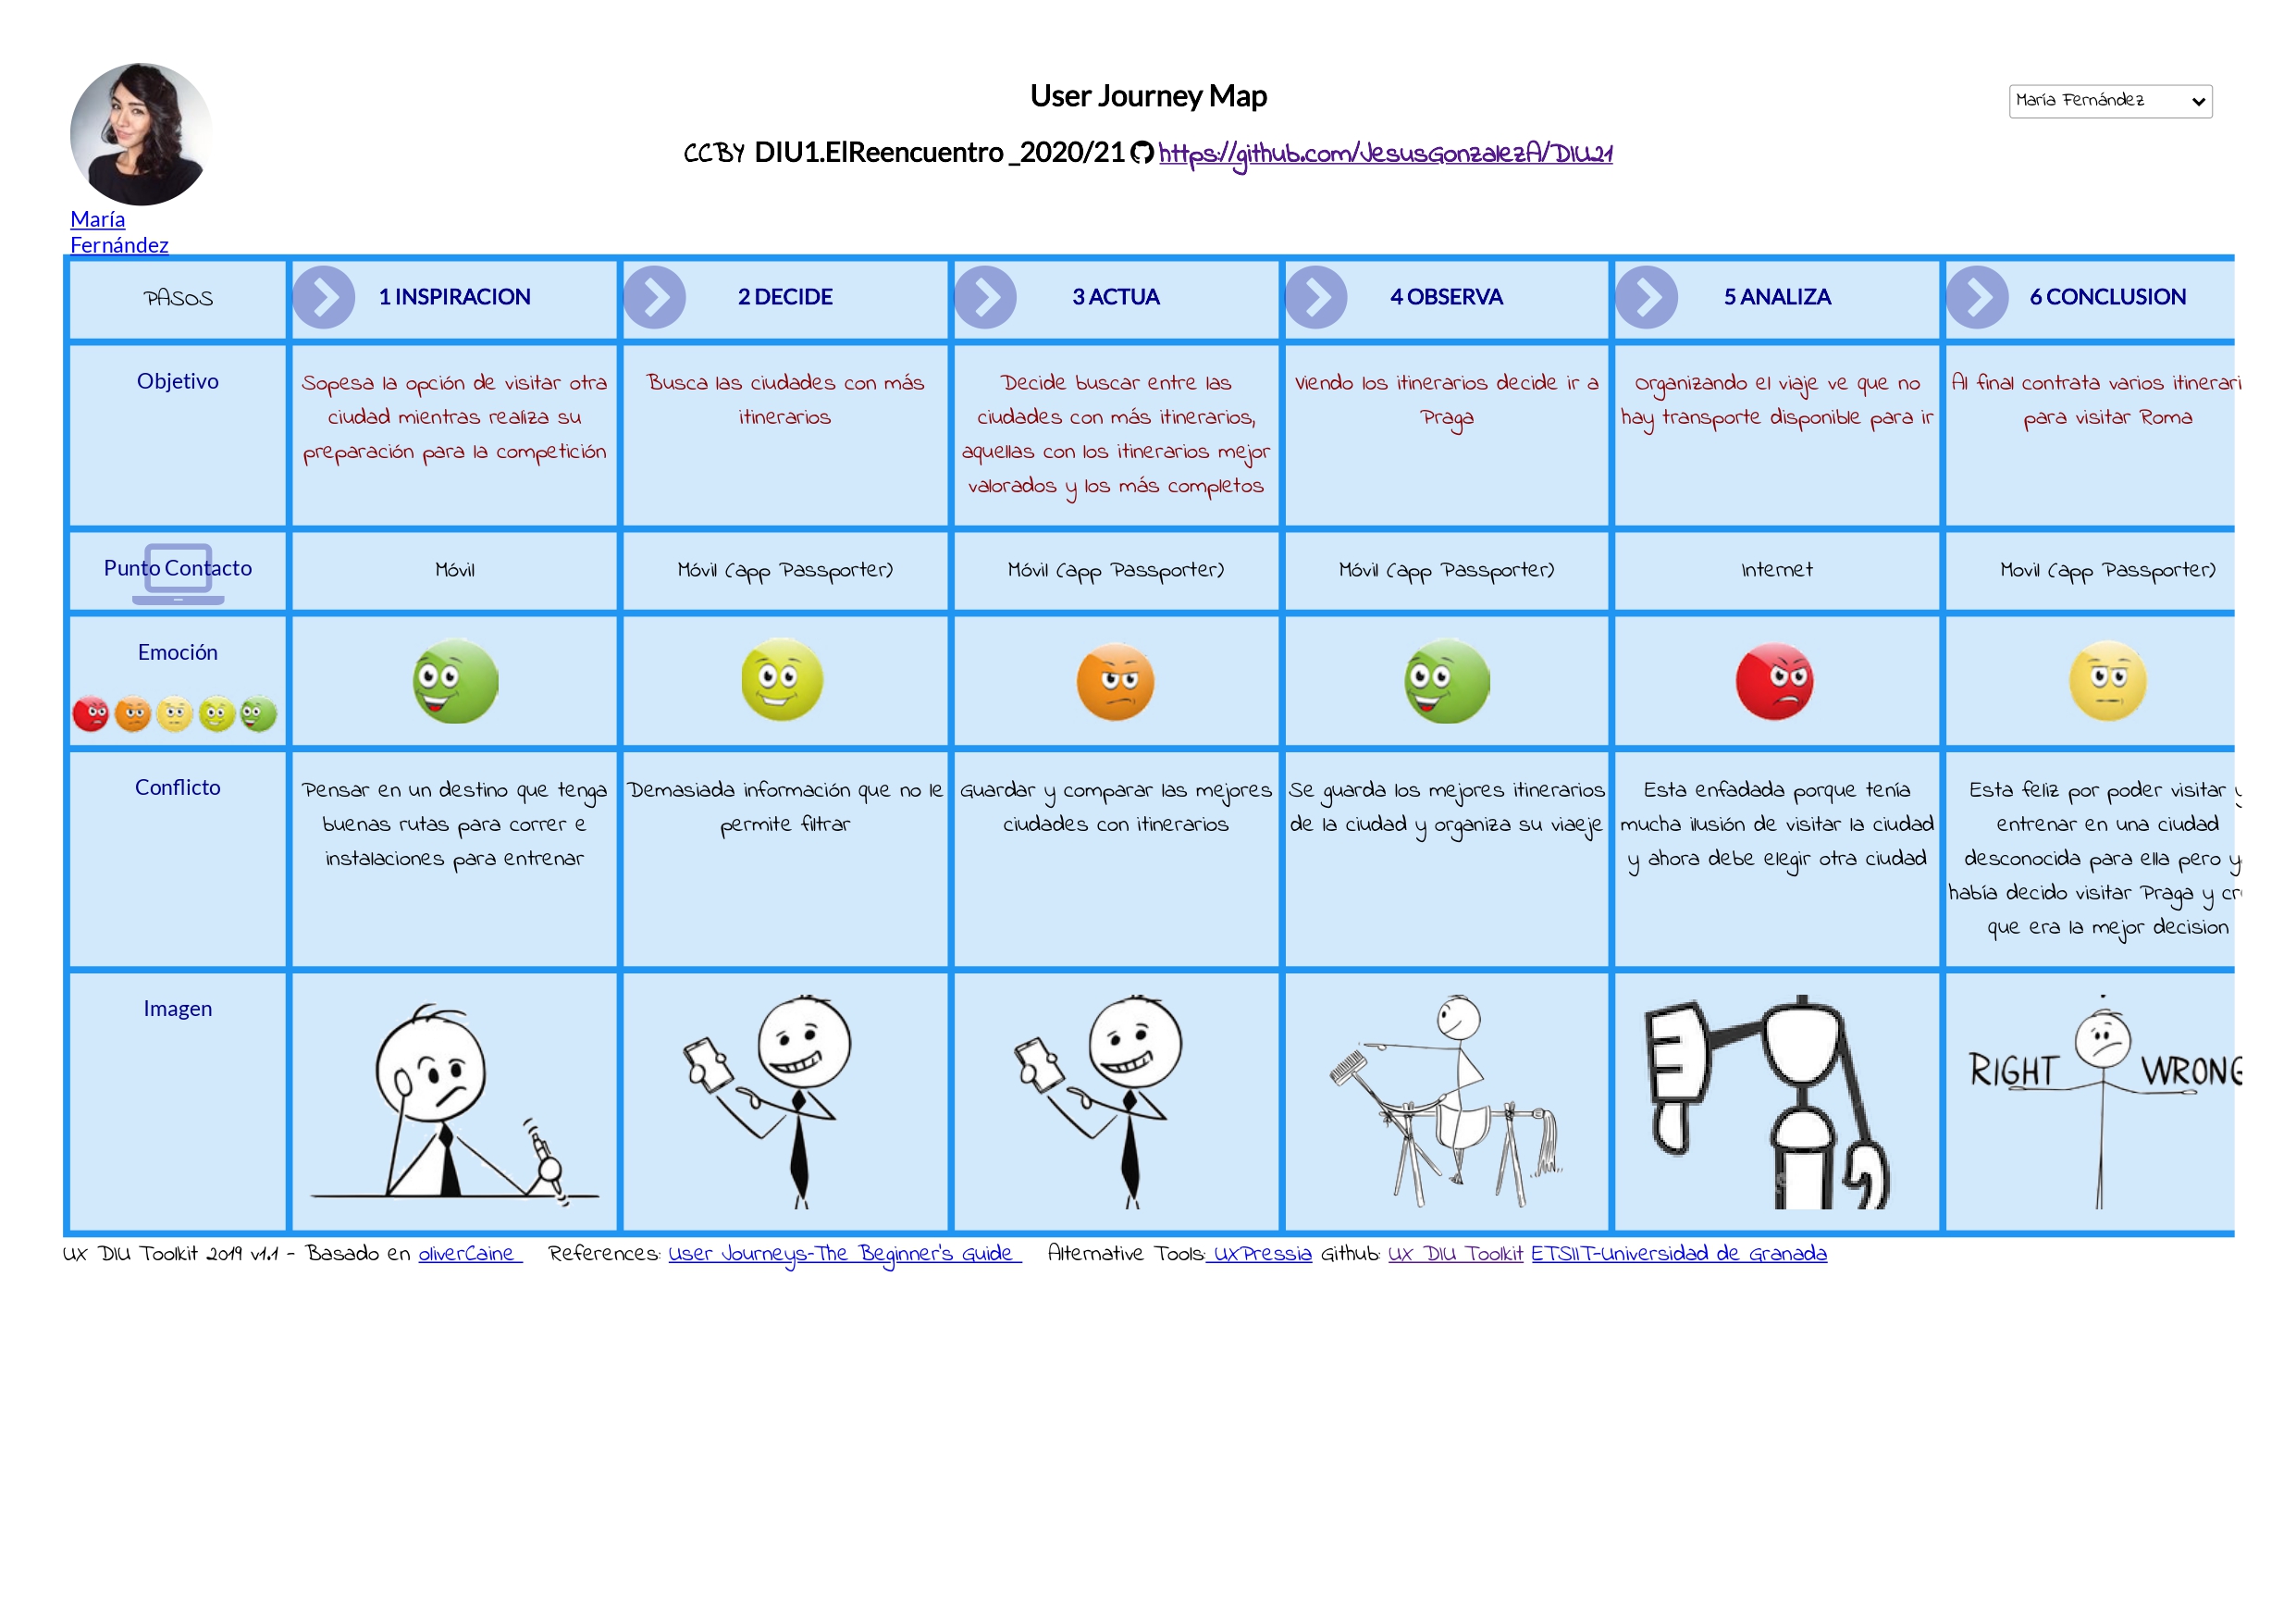 User Journey Map
María Fernández
CCBY DIU1.ElReencuentro_2020/21 https://github.com/JesusGonzalezA/DIU21
María
Fernández
PASOS
1 INSPIRACION
2 DECIDE
3 ACTUA
4 OBSERVA
5 ANALIZA
6 CONCLUSION
Objetivo
Sopesa la opción de visitar otra
ciudad mientras realiza su
preparación para la competición
Busca las ciudades con más
itinerarios
Decide buscar entre las
ciudades con más itinerarios,
aquellas con los itinerarios mejor
valorados y los más completos
Viendo los itinerarios decide ir a
Praga
Organizando el viaje ve que no
hay transporte disponible para ir
Al final contrata varios itinerari
para visitar Roma
Punto Contacto
Móvil
Móvil (app Passporter)
Móvil (app Passporter)
Móvil (app Passporter)
Internet
Movil (app Passporter)
Emoción
Conflicto
Pensar en un destino que tenga
buenas rutas para correr e
instalaciones para entrenar
Demasiada información que no le
permite filtrar
Guardar y comparar las mejores
ciudades con itinerarios
Se guarda los mejores itinerarios
de la ciudad y organiza su viaeje
Esta enfadada porque tenía
mucha ilusión de visitar la ciudad
y ahora debe elegir otra ciudad
Esta feliz por poder visitar y
entrenar en una ciudad
desconocida para ella pero y
había decido visitar Praga y cr
que era la mejor decision
Imagen
RIGHT WRONG
UX DIU Toolkit 2019 v1.1 - Basado en oliverCaine References: User Journeys-The Beginner's Guide Alternative Tools: UXPressia Github: UX DIU Toolkit ETSIIT-Universidad de Granada